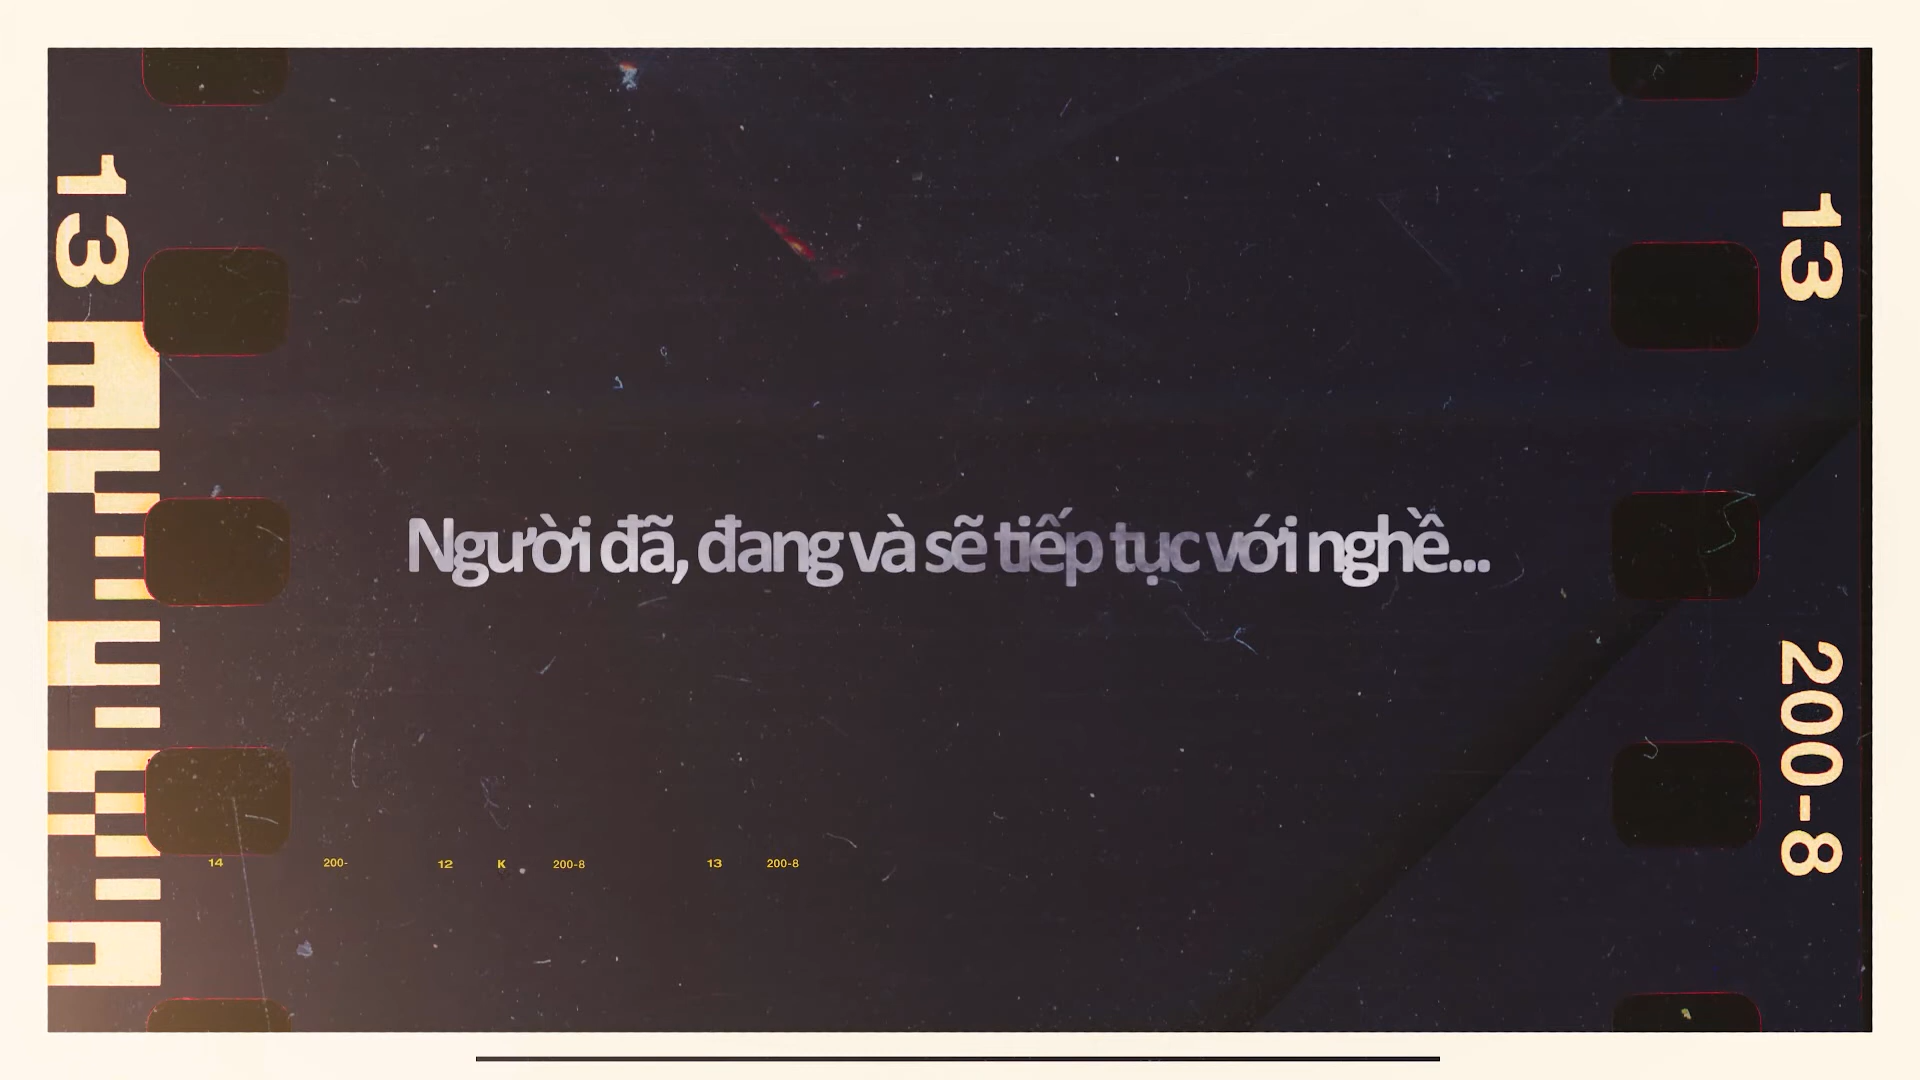 13
13
Người đã, đang và sẽ tiếp tục với nghề...
200-8
14 200- 12 K 200-8 13 200-8